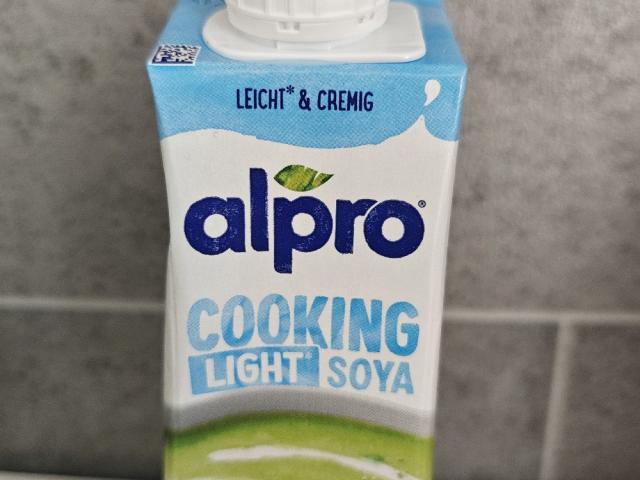 LEICHT* & CREMIG
alpro®
COOKING
LIGHT* SOYA